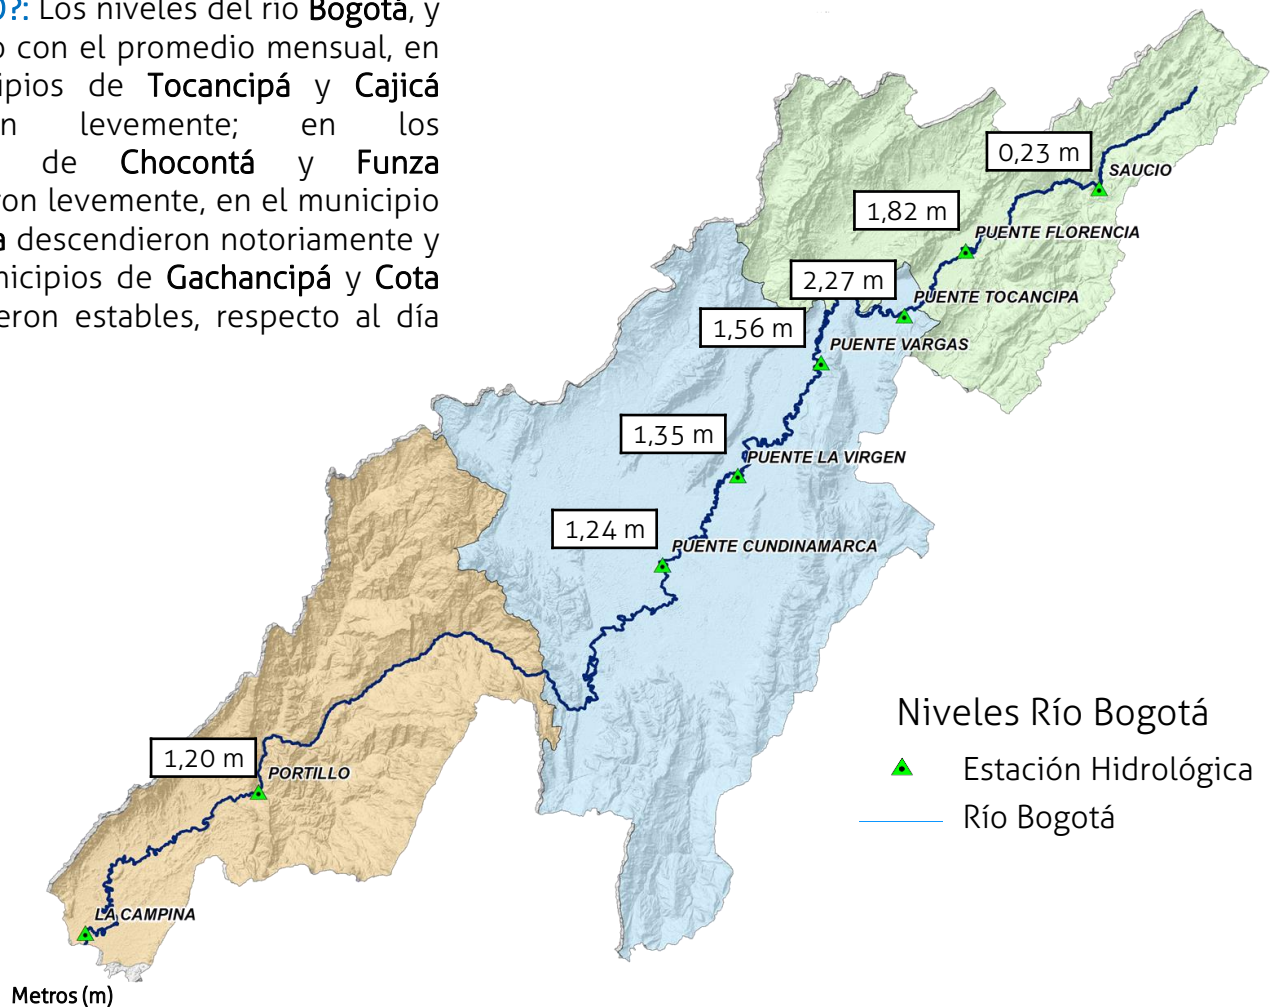 ?: Los niveles del río Bogotá, y
con el promedio mensual, en
de Tocancipá y Cajicá
levemente; en los
de Chocontá y Funza
levemente, en el municipio
descendieron notoriamente y
de Gachancipá y Cota
estables, respecto al día
0,23 m
SAUCIO
1,82 m
PUENTE FLORENCIA
2,27 m
PUENTE TOCANCIPA
1,56 m
PUENTE VARGAS
1,35 m
PUENTE LA VIRGEN
1,24 m
PUENTE CUNDINAMARCA
Niveles Río Bogotá
Estación Hidrológica
Río Bogotá
1,20 m
PORTILLO
LA CAMPINA
Metros (m)